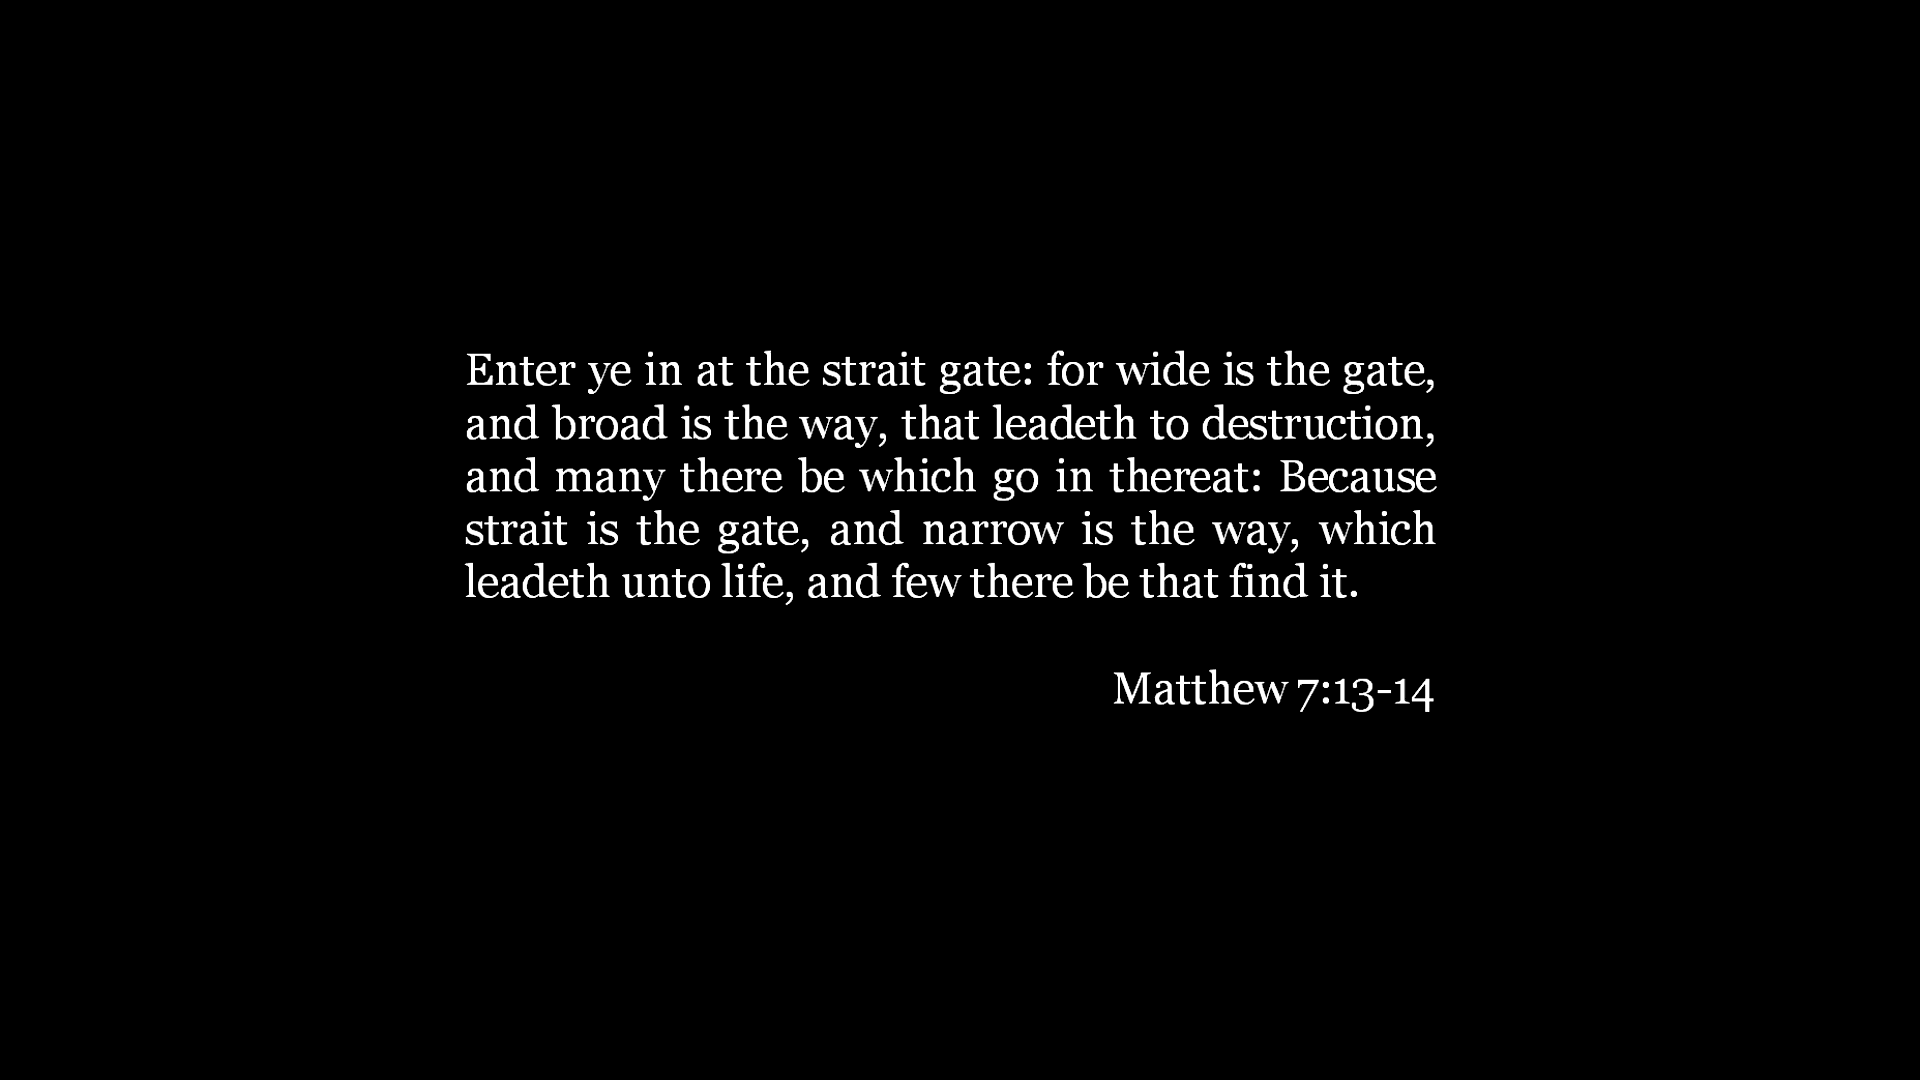 Enter ye in at the strait gate: for wide is the gate,
and broad is the way, that leadeth to destruction,
and many there be which go in thereat: Because
strait is the gate, and narrow is the way, which
leadeth unto life, and few there be that find it.
Matthew 7:13-14